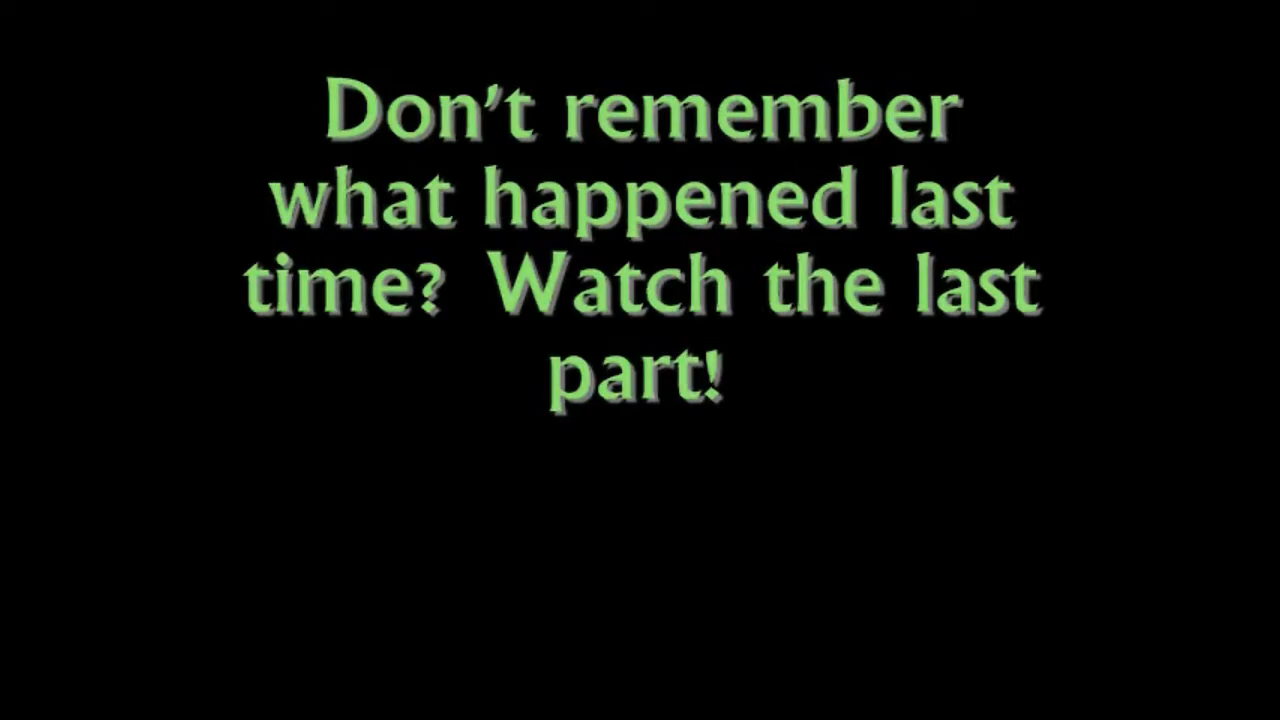 Don't remember
what happened last
time? Watch the last
part!